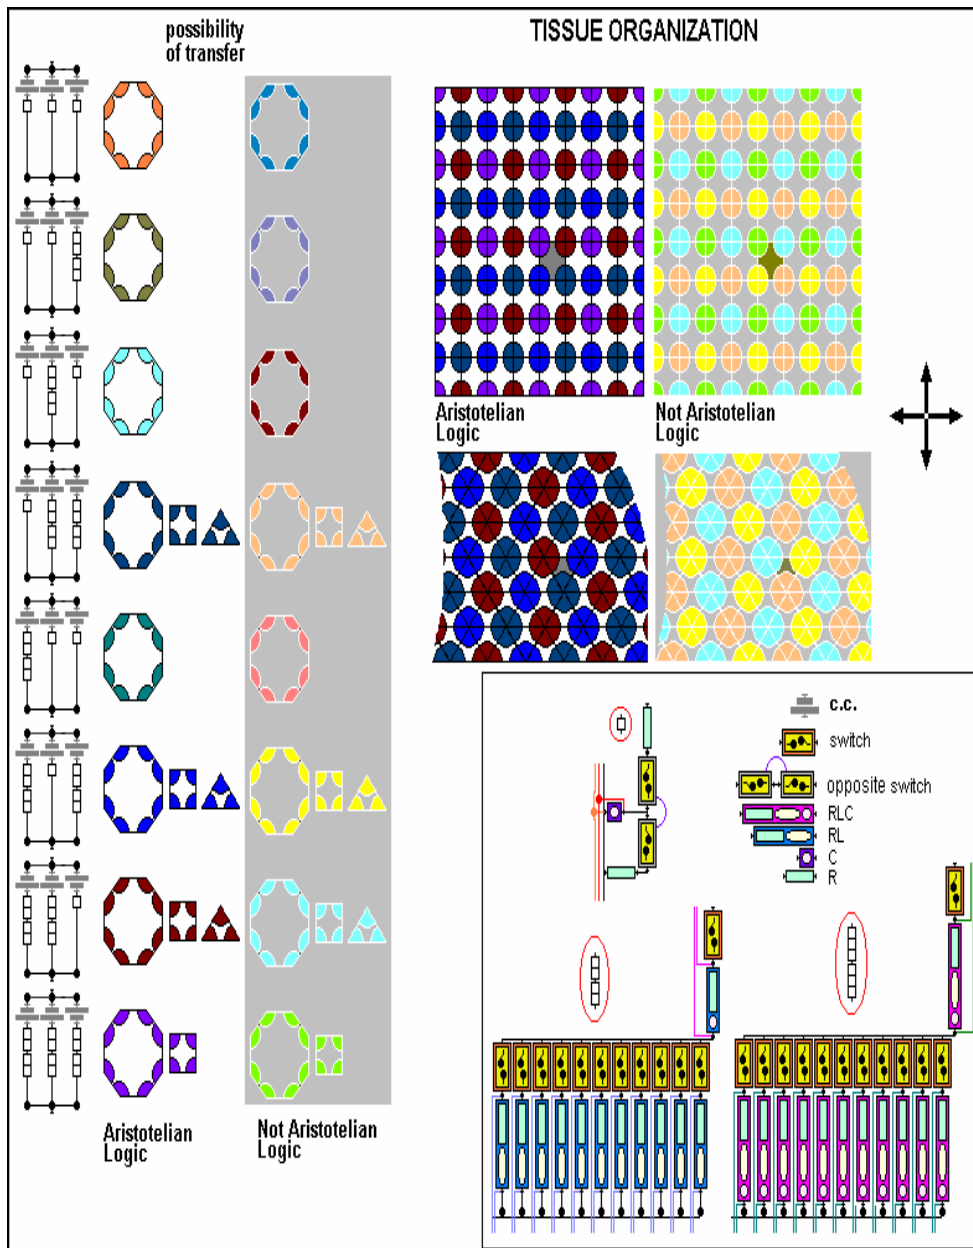 possibility
of transfer
TISSUE ORGANIZATION
Aristotelian
Logic
Not Aristotelian
Logic
c.c.
switch
opposite switch
RLC
RL
C
R
Aristotelian
Logic
Not Aristotelian
Logic